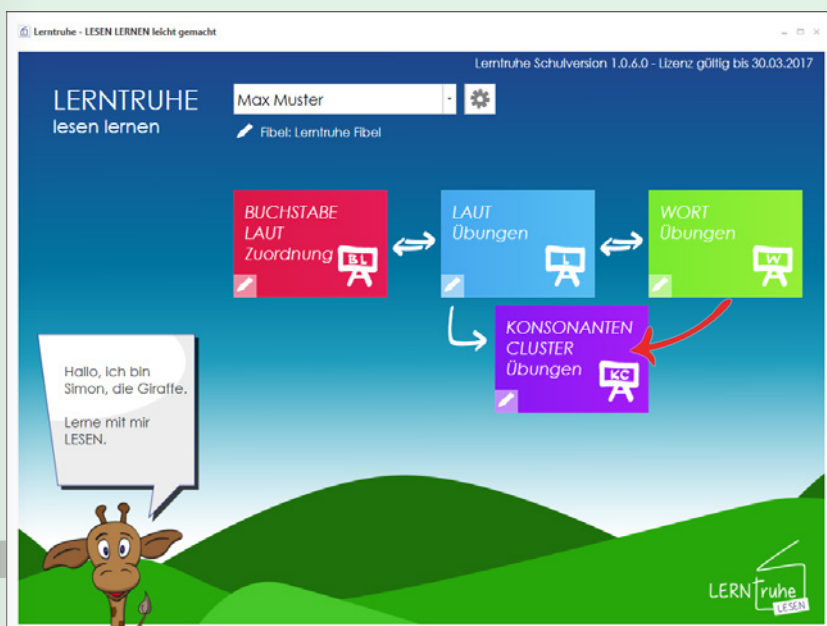 Lerntruhe - LESEN LERNEN leicht gemacht
Lerntruhe Schulversion 1.0.6.0 - Lizenz gültig bis 30.03.2017
LERNTRUHE
lesen lernen
Max Muster
Fibel: Lerntruhe Fibel
BUCHSTABE
LAUT
Zuordnung
BL
LAUT
Übungen
L
WORT
Übungen
W
KONSONANTEN
CLUSTER
Übungen
KC
Hallo, ich bin
Simon, die Giraffe.
Lerne mit mir
LESEN.
LERNTruhe
LESEN